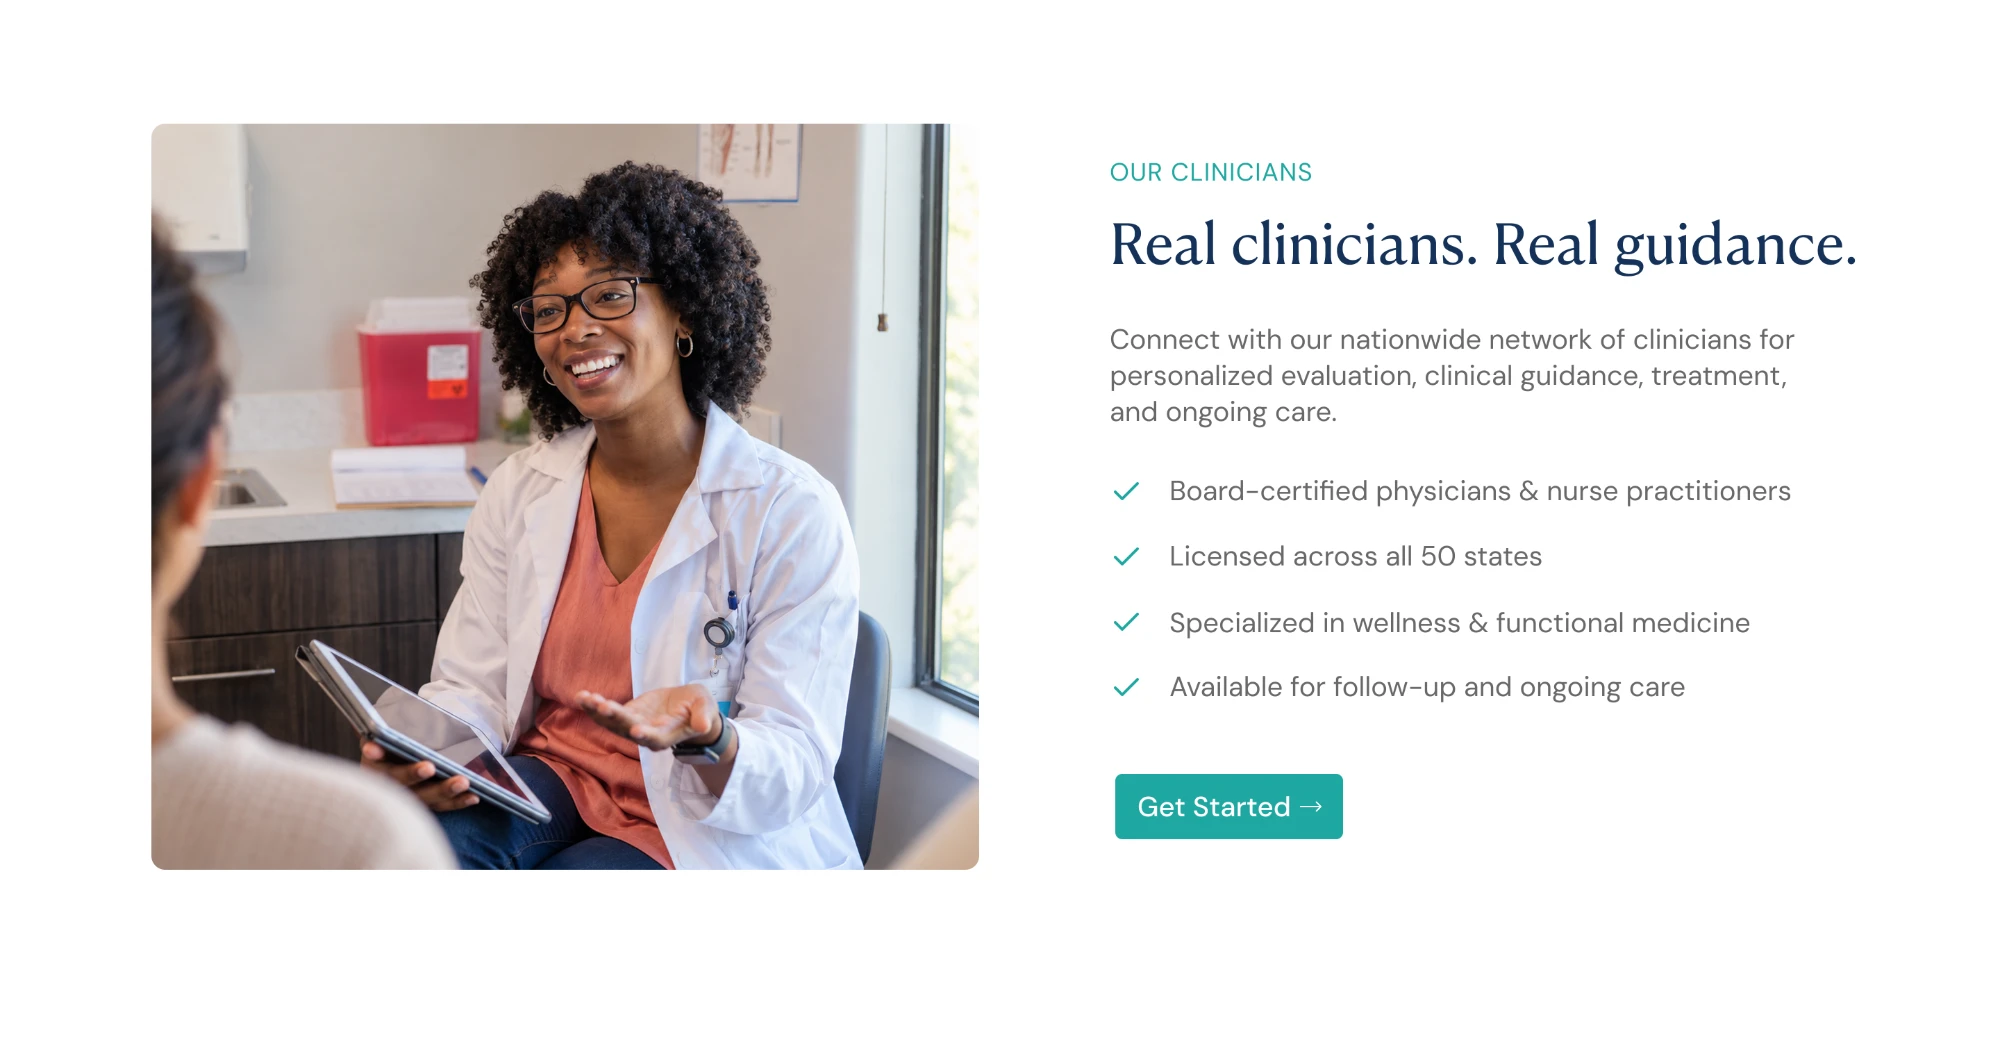 OUR CLINICIANS
Real clinicians. Real guidance.
Connect with our nationwide network of clinicians for
personalized evaluation, clinical guidance, treatment,
and ongoing care.
Board-certified physicians & nurse practitioners
Licensed across all 50 states
Specialized in wellness & functional medicine
Available for follow-up and ongoing care
Get Started →